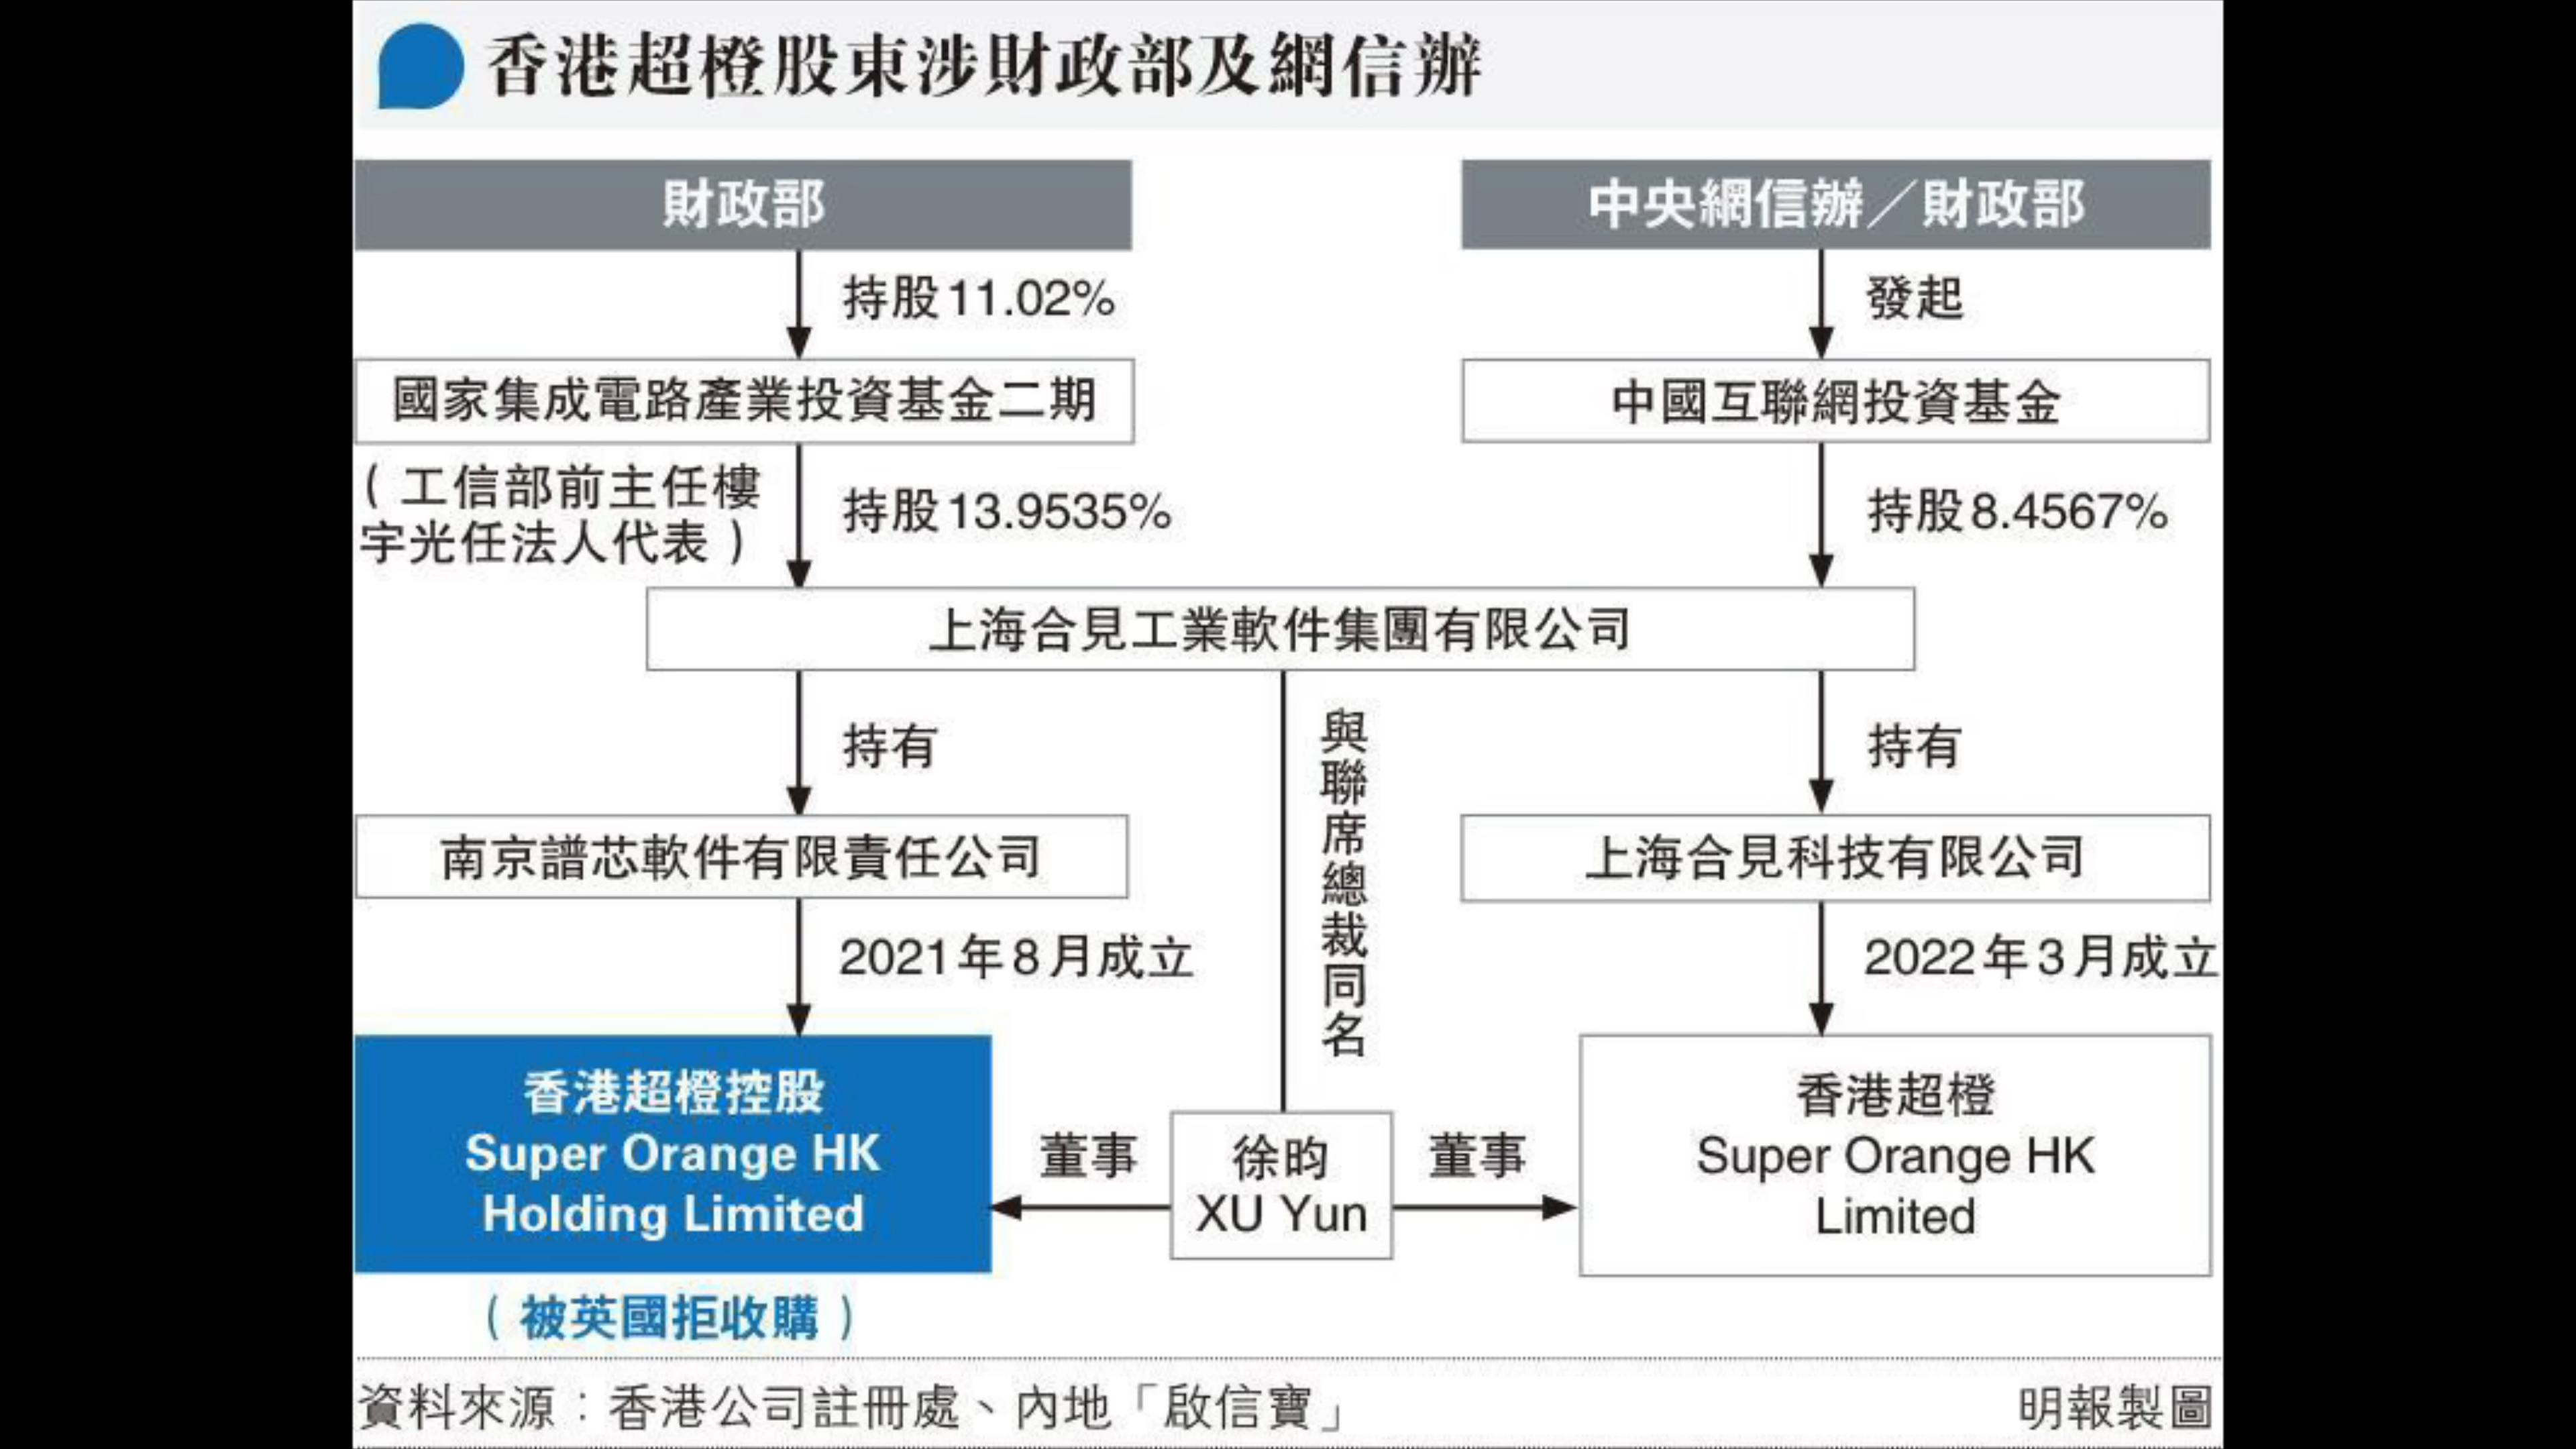 香港超橙股東涉財政部及網信辦
財政部
中央網信辦／財政部
持股11.02%
發起
國家集成電路產業投資基金二期
中國互聯網投資基金
（工信部前主任樓
宇光任法人代表）
持股13.9535%
持股8.4567%
上海合見工業軟件集團有限公司
持有
與聯席總裁同名
持有
南京譜芯軟件有限責任公司
上海合見科技有限公司
2021年8月成立
2022年3月成立
香港超橙控股
Super Orange HK
Holding Limited
董事
徐昀
XU Yun
董事
香港超橙
Super Orange HK
Limited
（被英國拒收購）
資料來源：香港公司註冊處、內地「啟信寶」
明報製圖